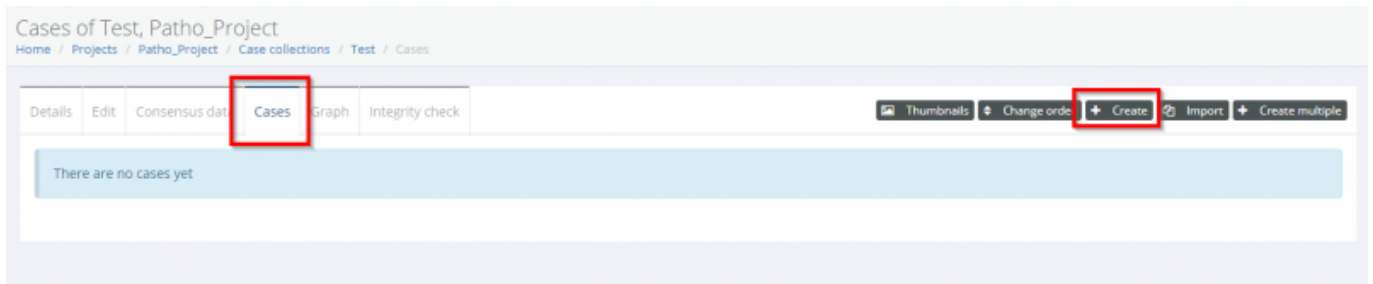 Cases of Test, Patho_Project
Home / Projects / Patho_Project / Case collections / Test / Cases
Details Edit Consensus data Cases Graph Integrity check Thumbnails Change order Create Import Create multiple
There are no cases yet